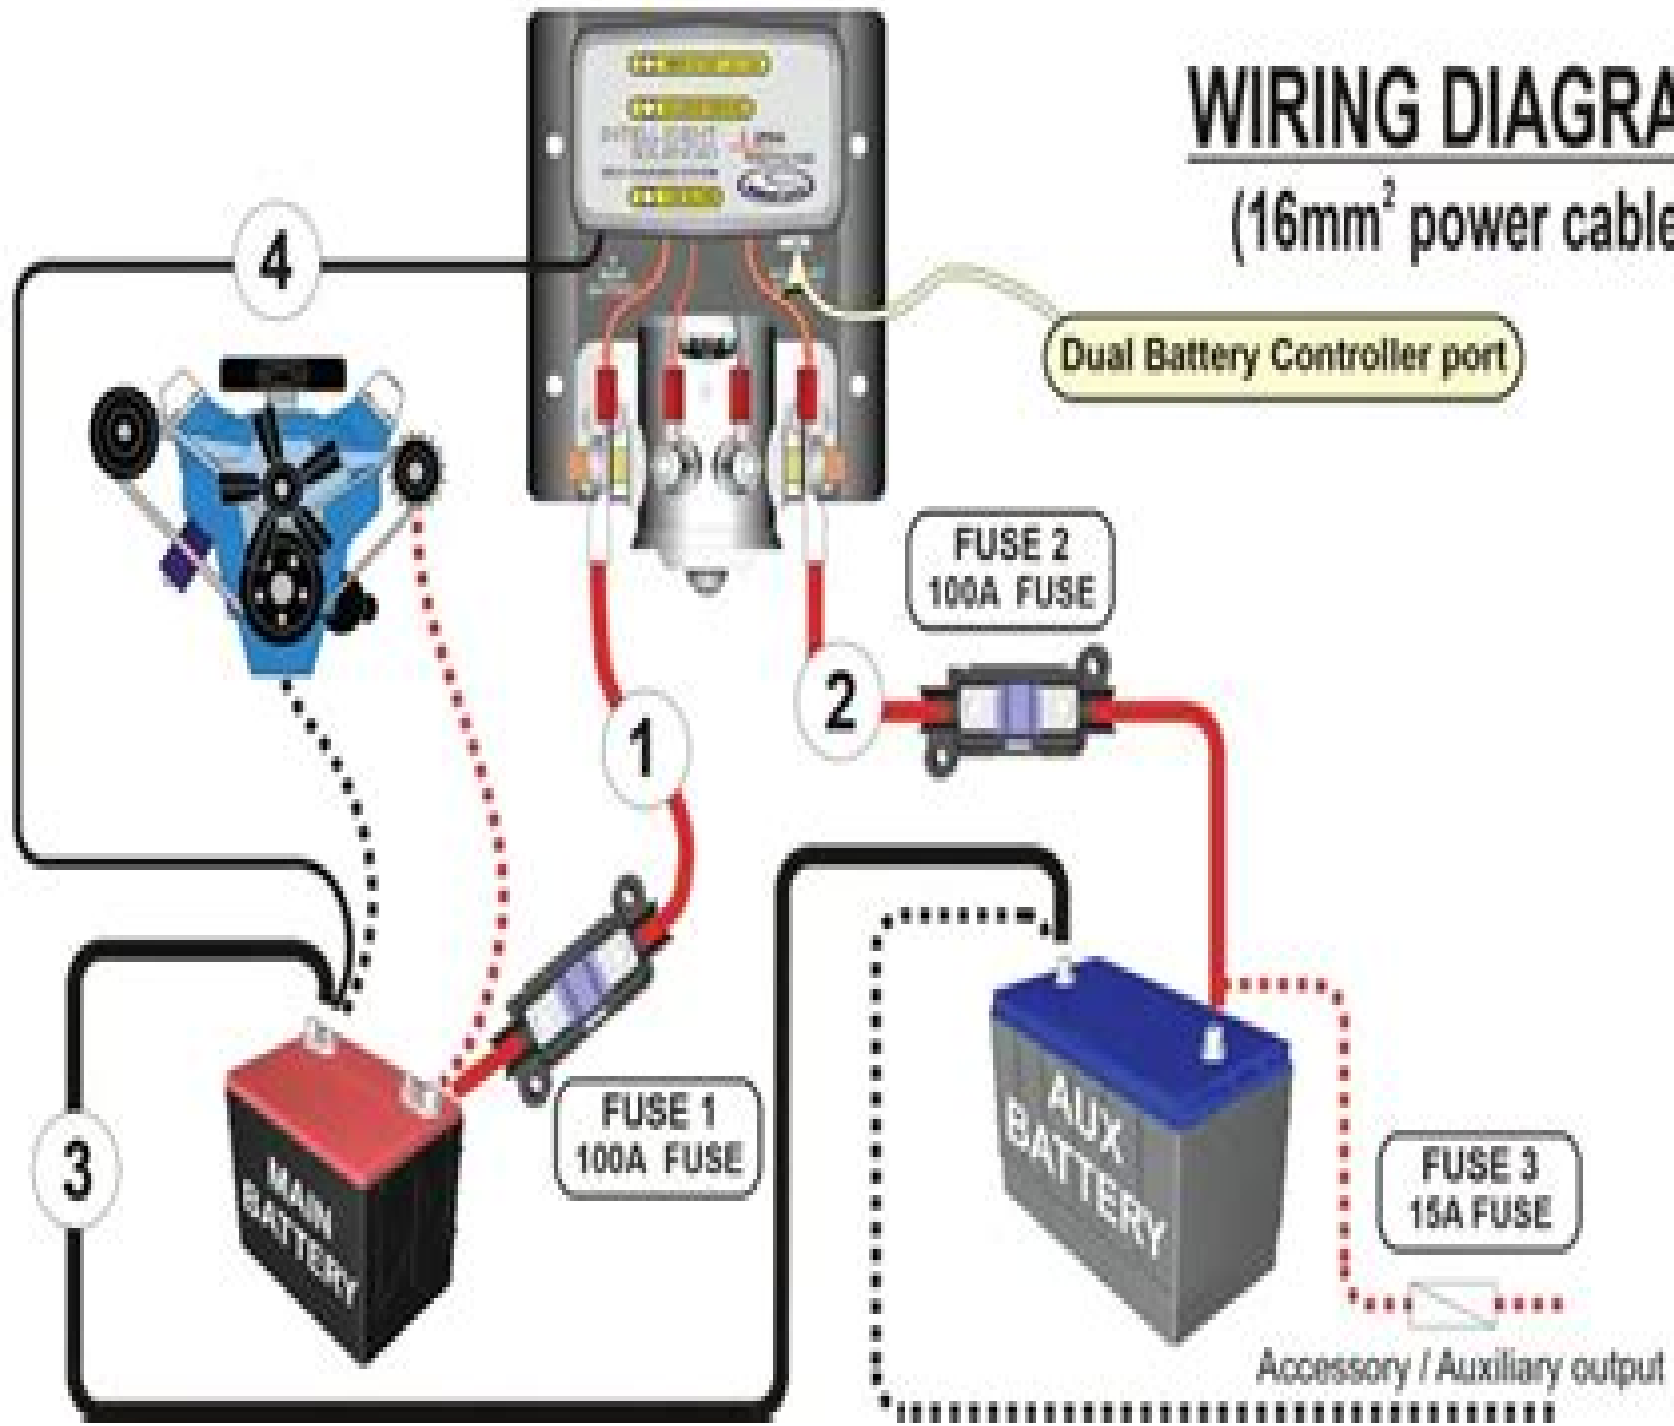 WIRING DIAGRA
(16mm² power cable
4
Dual Battery Controller port
FUSE 2
100A FUSE
2
1
FUSE 1
100A FUSE
3
MAIN
BATTERY
AUX
BATTERY
FUSE 3
15A FUSE
Accessory / Auxiliary output